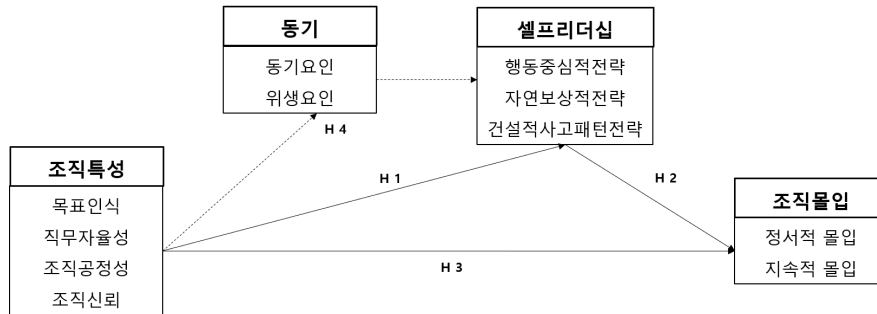 동기
동기요인
위생요인
셀프리더십
행동중심적전략
자연보상적전략
건설적사고패턴전략
H 4
조직특성
목표인식
직무자율성
조직공정성
조직신뢰
H 1
H 2
H 3
조직몰입
정서적 몰입
지속적 몰입